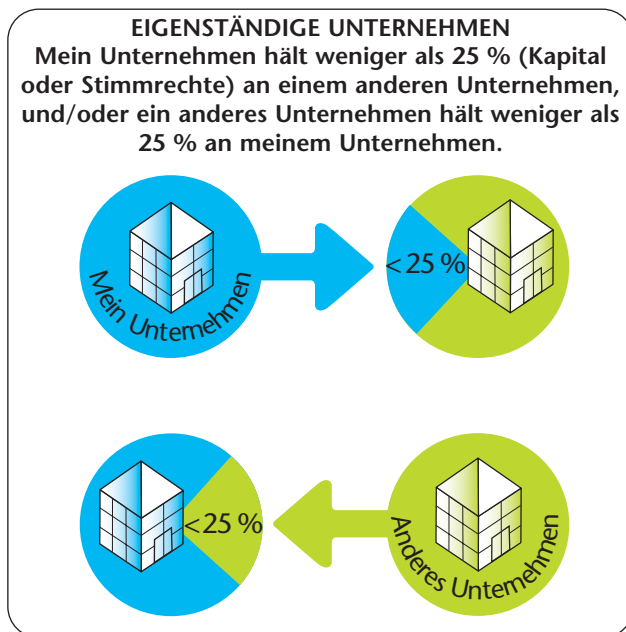 EIGENSTÄNDIGE UNTERNEHMEN
Mein Unternehmen hält weniger als 25 % (Kapital
oder Stimmrechte) an einem anderen Unternehmen,
und/oder ein anderes Unternehmen hält weniger als
25 % an meinem Unternehmen.
Mein Unternehmen
< 25 %
< 25 %
Anderes Unternehmen